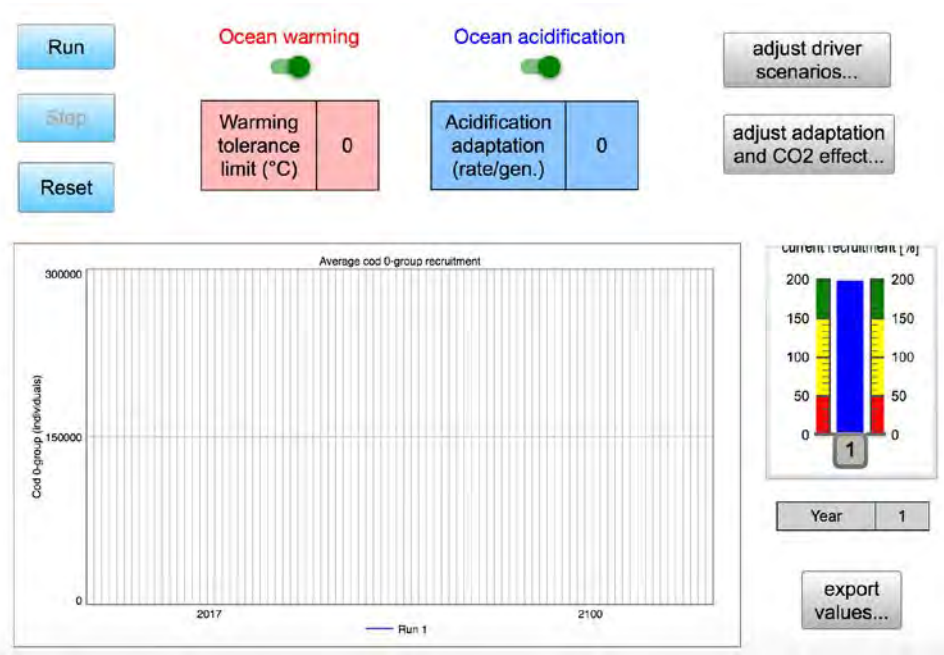 Run
Stop
Reset
Ocean warming
Ocean acidification
Warming
tolerance
limit (°C)
0
Acidification
adaptation
(rate/gen.)
0
adjust driver
scenarios...
adjust adaptation
and CO2 effect...
Average cod 0-group recruitment
300000
150000
0
Cod 0-group (individuals)
2017
2100
Run 1
current recruitment [%]
200
150
100
50
0
200
150
100
50
0
1
Year
1
export
values...